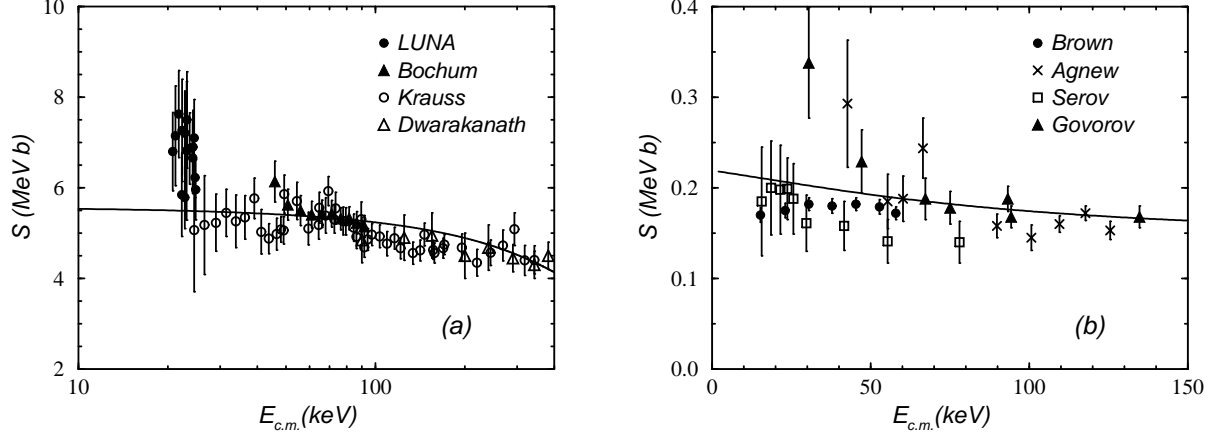 10
8
6
4
2
S (MeV b)
LUNA
Bochum
Krauss
Dwarakanath
(a)
10
100
E c.m. (keV)
0.4
0.3
0.2
0.1
0.0
S (MeV b)
Brown
Agnew
Serov
Govorov
(b)
0
50
100
150
E c.m. (keV)